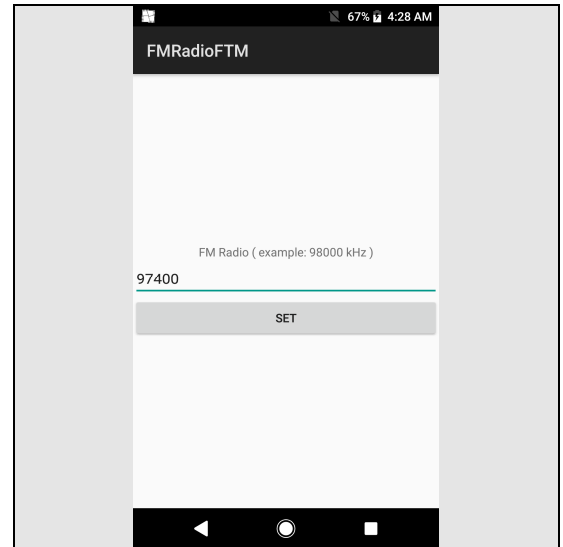 67% 4:28 AM
FMRadioFTM
FM Radio ( example: 98000 kHz )
97400
SET